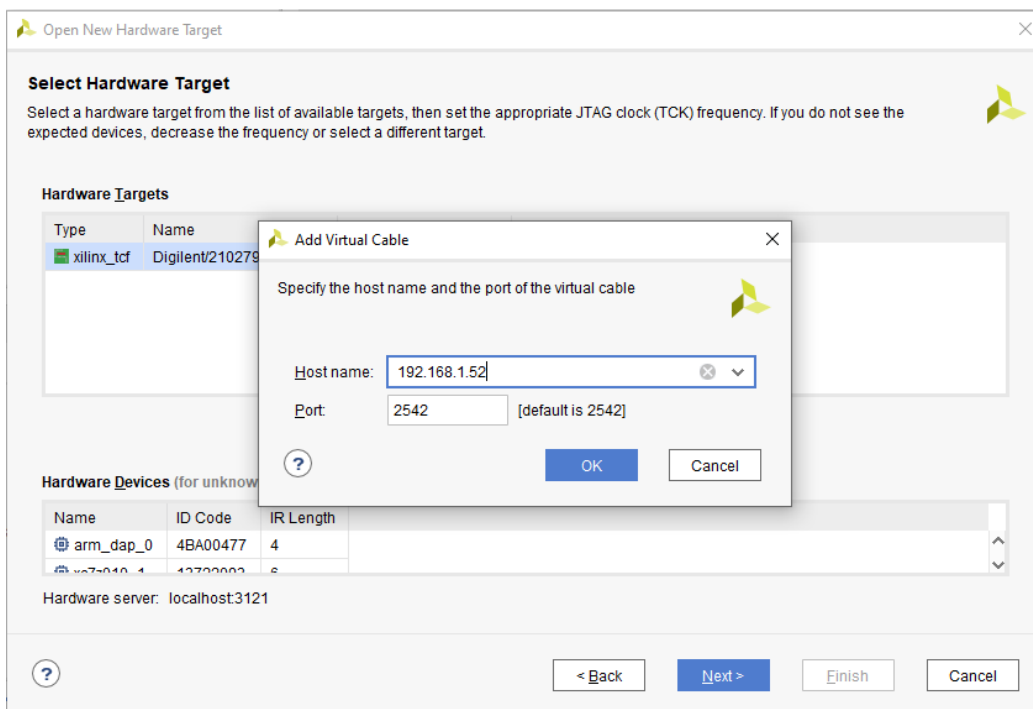 Open New Hardware Target
Select Hardware Target
Select a hardware target from the list of available targets, then set the appropriate JTAG clock (TCK) frequency. If you do not see the
expected devices, decrease the frequency or select a different target.
Hardware Targets
Type Name
xilinx_tcf Digilent/210279
Add Virtual Cable
Specify the host name and the port of the virtual cable
Host name: 192.168.1.52
Port: 2542 [default is 2542]
?
OK Cancel
Hardware Devices (for unknow
Name ID Code IR Length
arm_dap_0 4BA00477 4
Hardware server: localhost:3121
?
< Back Next > Finish Cancel